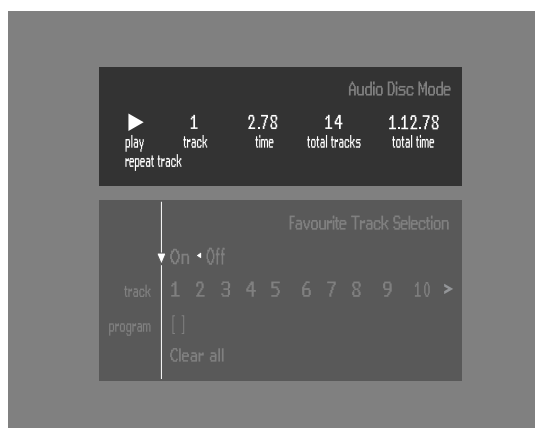 Audio Disc Mode
1 2.78 14 1.12.78
play track time total tracks total time
repeat track
Favourite Track Selection
On Off
track 1 2 3 4 5 6 7 8 9 10 >
program [ ]
Clear all